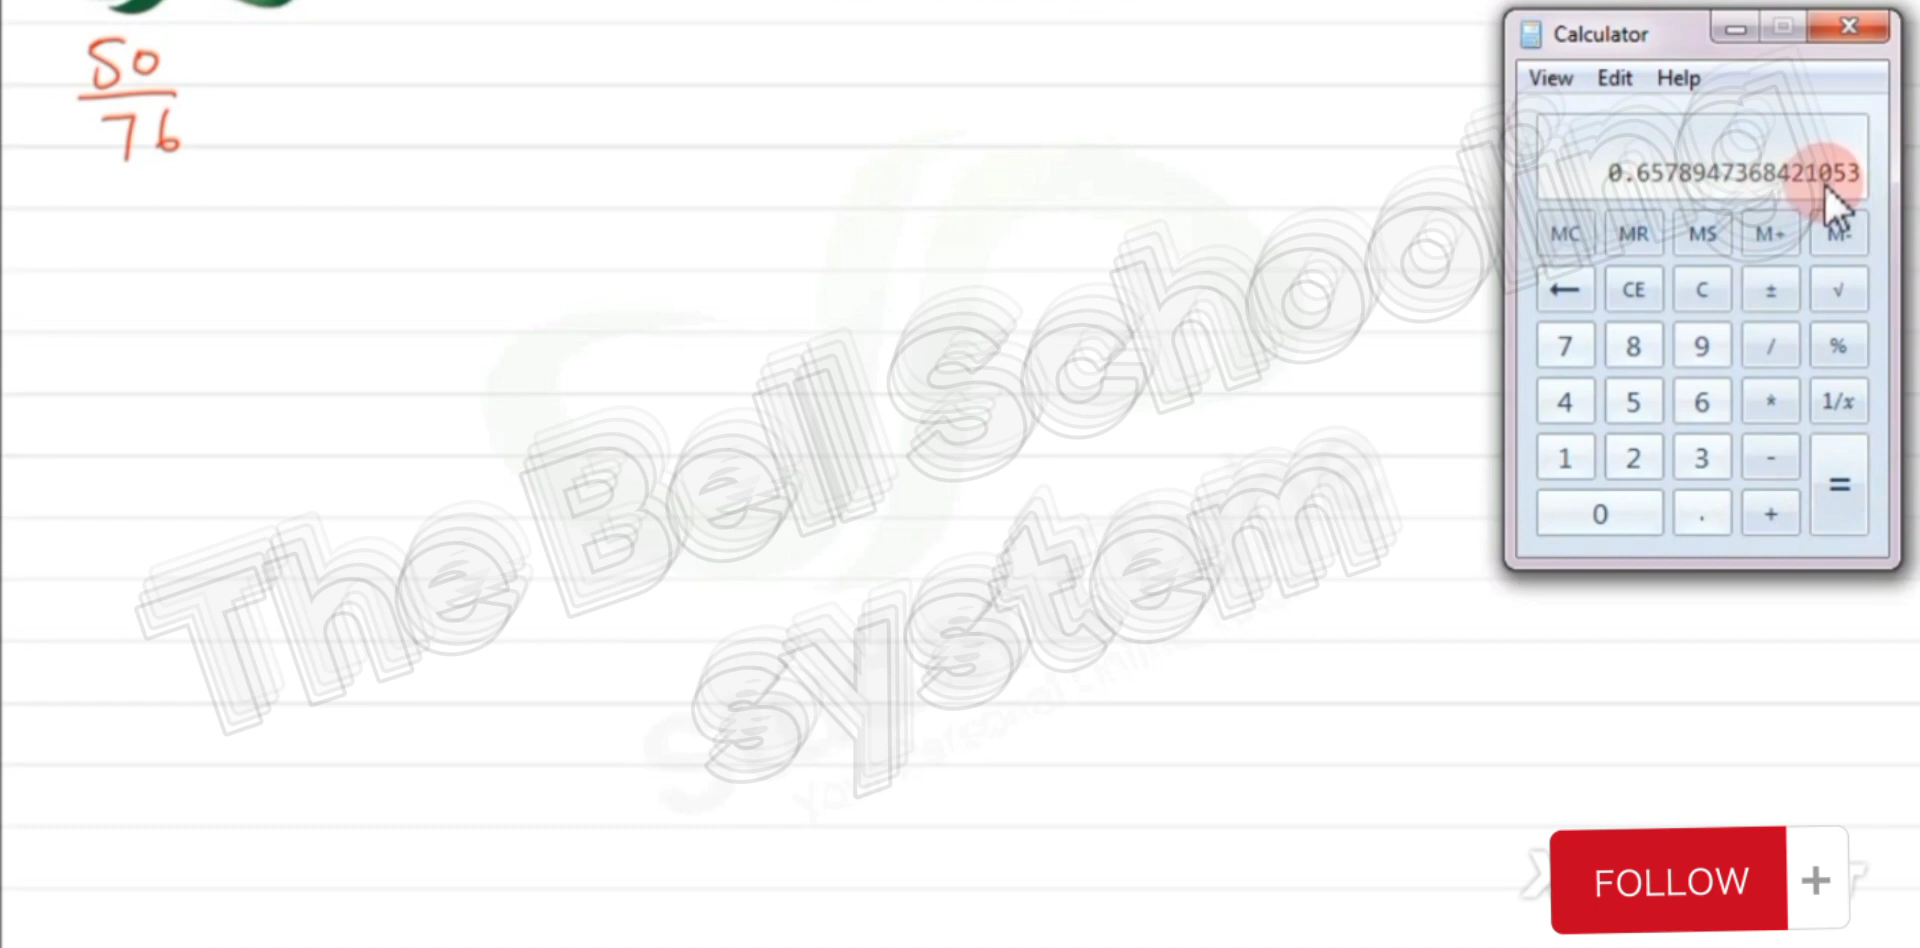 50
76
Calculator
View Edit Help
0.6578947368421053
MC MR MS M+ M-
← CE C ± √
7 8 9 / %
4 5 6 * 1/x
1 2 3 - =
0 . +
The Bell Schooling
system
FOLLOW +